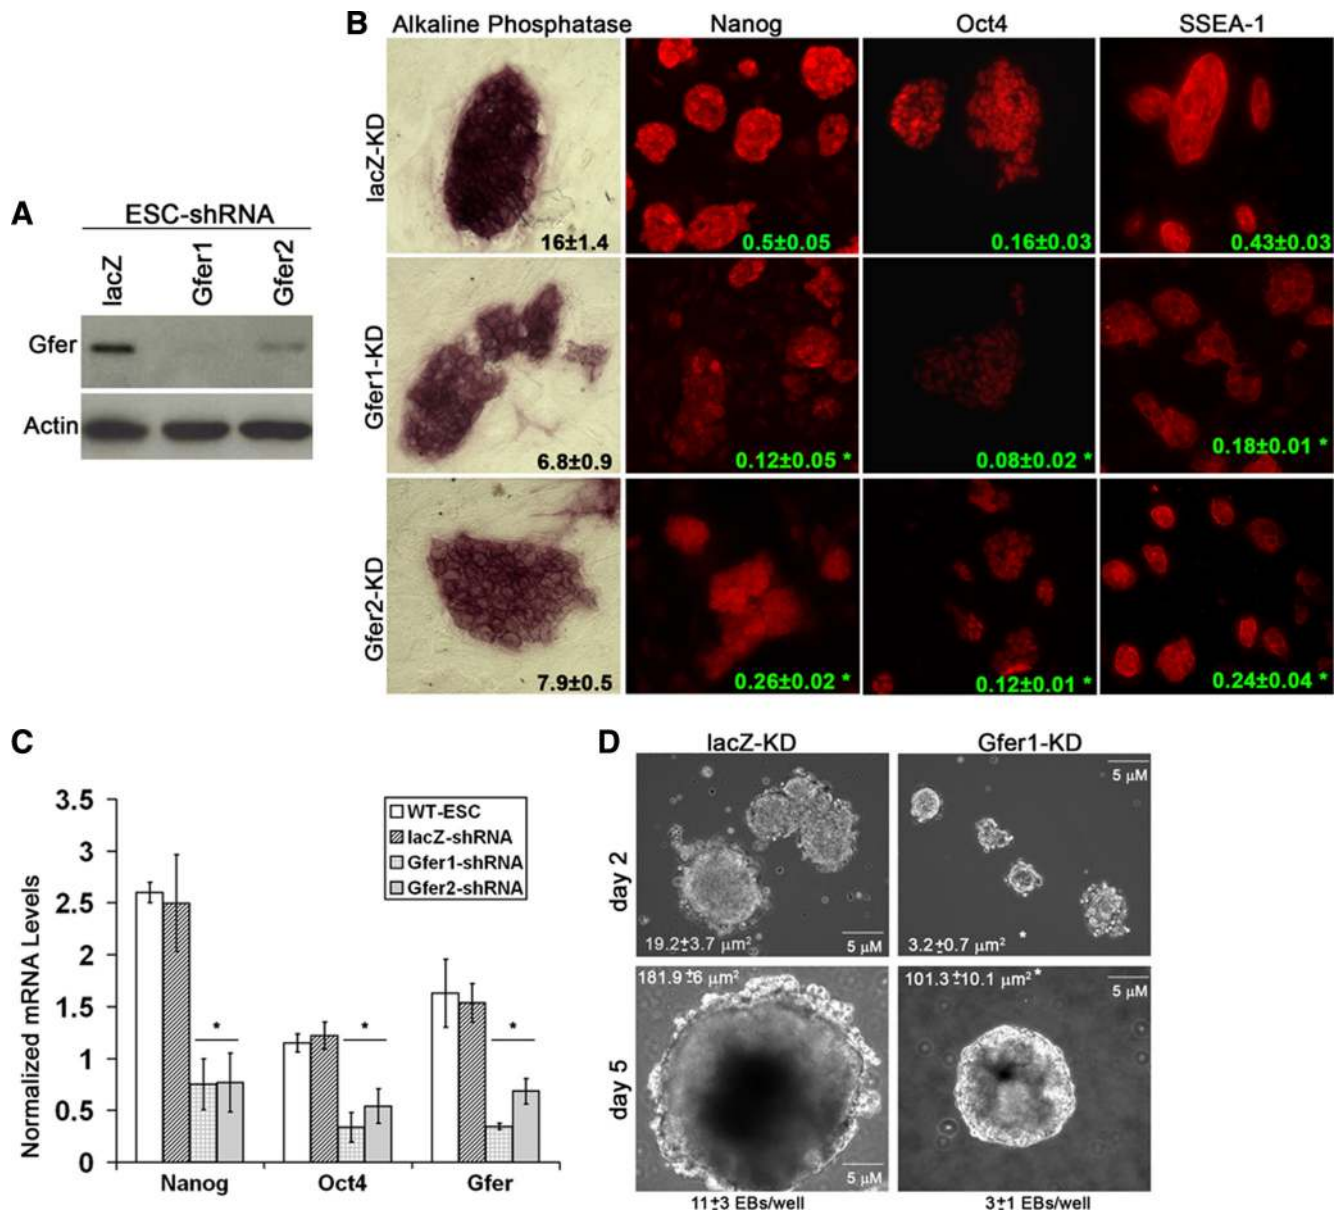 A
ESC-shRNA
lacZ
Gfer1
Gfer2
Gfer
Actin
B
Alkaline Phosphatase
Nanog
Oct4
SSEA-1
lacZ-KD
16±1.4
0.5±0.05
0.16±0.03
0.43±0.03
Gfer1-KD
6.8±0.9
0.12±0.05 *
0.08±0.02 *
0.18±0.01 *
Gfer2-KD
7.9±0.5
0.26±0.02 *
0.12±0.01 *
0.24±0.04 *
C
Normalized mRNA Levels
3.5
3
2.5
2
1.5
1
0.5
0
WT-ESC
lacZ-shRNA
Gfer1-shRNA
Gfer2-shRNA
*
*
*
Nanog
Oct4
Gfer
D
lacZ-KD
Gfer1-KD
day 2
19.2±3.7 µm²
5 µM
5 µM
3.2±0.7 µm² *
day 5
181.9±6 µm²
5 µM
101.3±10.1 µm² *
5 µM
11±3 EBs/well
3±1 EBs/well